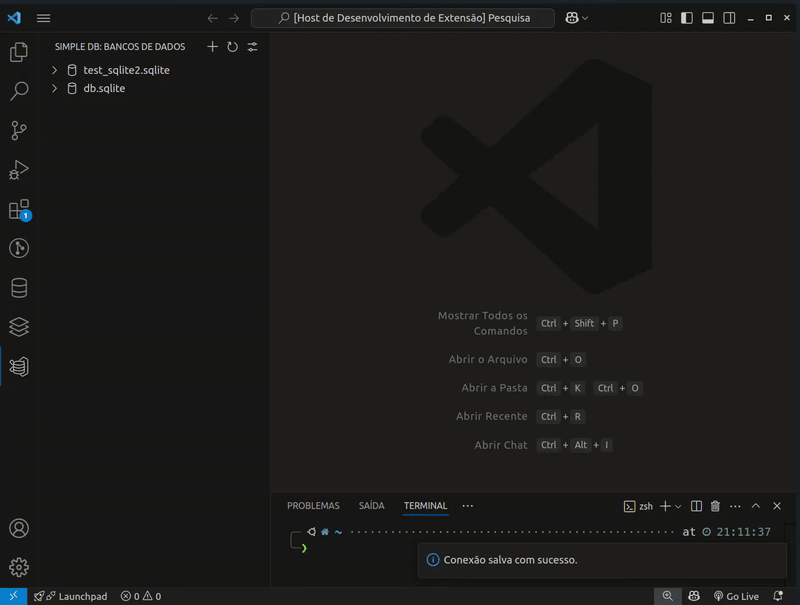 [Host de Desenvolvimento de Extensão] Pesquisa
SIMPLE DB: BANCOS DE DADOS
test_sqlite2.sqlite
db.sqlite
1
Mostrar Todos os Comandos Ctrl + Shift + P
Abrir o Arquivo Ctrl + O
Abrir a Pasta Ctrl + K Ctrl + O
Abrir Recente Ctrl + R
Abrir Chat Ctrl + Alt + I
PROBLEMAS SAÍDA TERMINAL ··· zsh
~ at 21:11:37
Conexão salva com sucesso.
Launchpad 0 0 Go Live